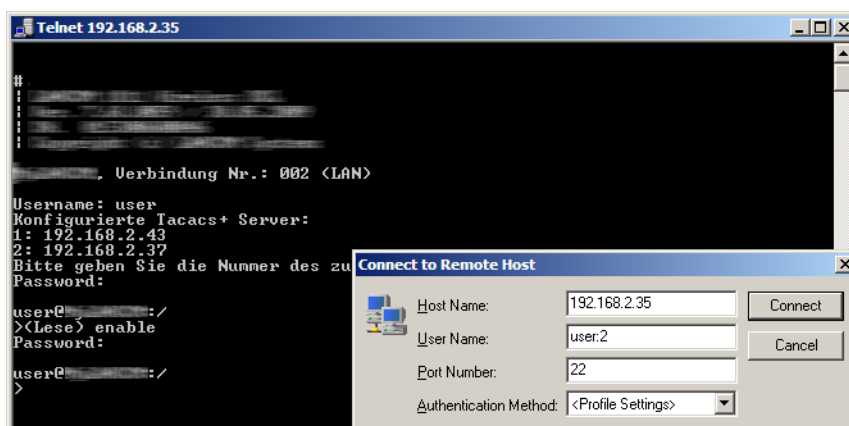 Telnet 192.168.2.35
#
, Verbindung Nr.: 002 (LAN)
Username: user
Konfigurierte Tacacs+ Server:
1: 192.168.2.43
2: 192.168.2.37
Bitte geben Sie die Nummer des zu
Password:
user@ :/
>(Lese) enable
Password:
user@ :/
>
Connect to Remote Host
Host Name: 192.168.2.35
Connect
User Name: user:2
Cancel
Port Number: 22
Authentication Method: <Profile Settings>